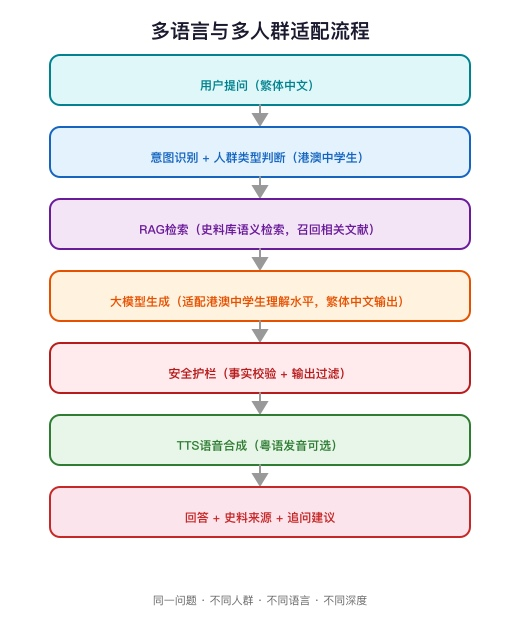 多语言与多人群适配流程
用户提问（繁体中文）
意图识别 + 人群类型判断（港澳中学生）
RAG检索（史料库语义检索，召回相关文献）
大模型生成（适配港澳中学生理解水平，繁体中文输出）
安全护栏（事实校验 + 输出过滤）
TTS语音合成（粤语发音可选）
回答 + 史料来源 + 追问建议
同一问题 · 不同人群 · 不同语言 · 不同深度